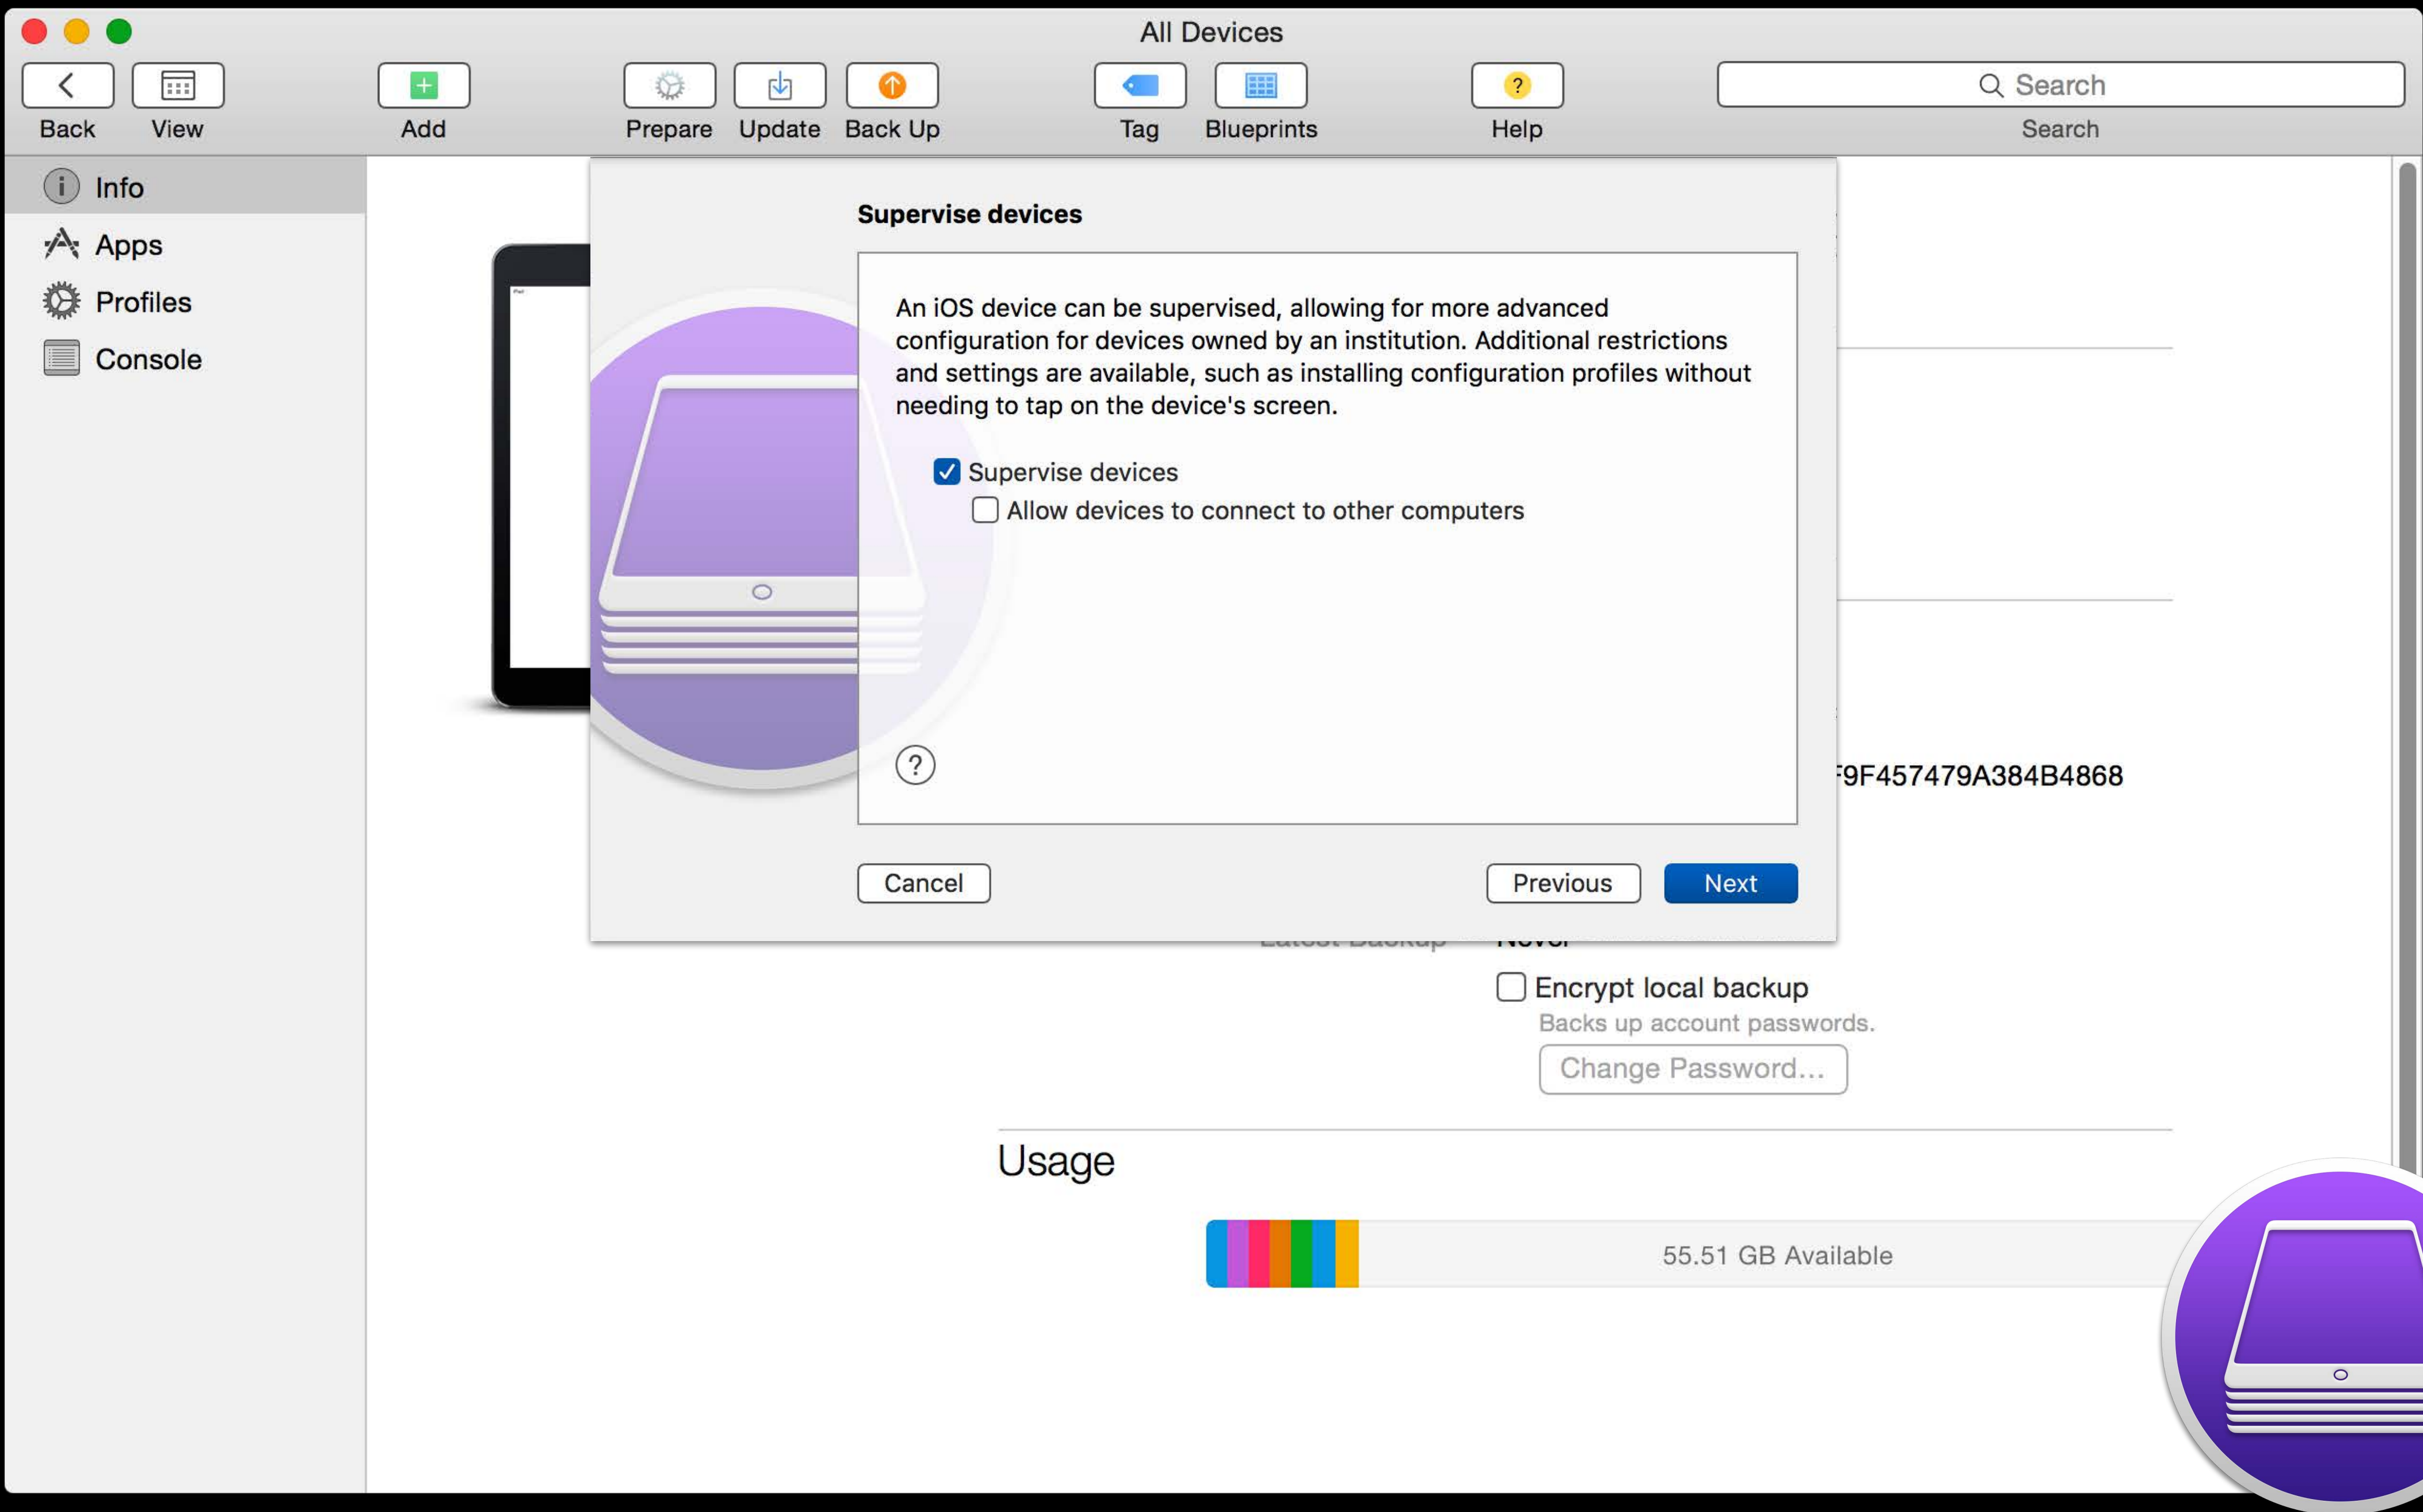 All Devices
Search
Back
View
Add
Prepare
Update
Back Up
Tag
Blueprints
Help
Search
Info
Apps
Profiles
Console
iPad
Supervise devices
An iOS device can be supervised, allowing for more advanced
configuration for devices owned by an institution. Additional restrictions
and settings are available, such as installing configuration profiles without
needing to tap on the device's screen.
Supervise devices
Allow devices to connect to other computers
?
F9F457479A384B4868
Cancel
Previous
Next
Latest Backup
Never
Encrypt local backup
Backs up account passwords.
Change Password...
Usage
55.51 GB Available